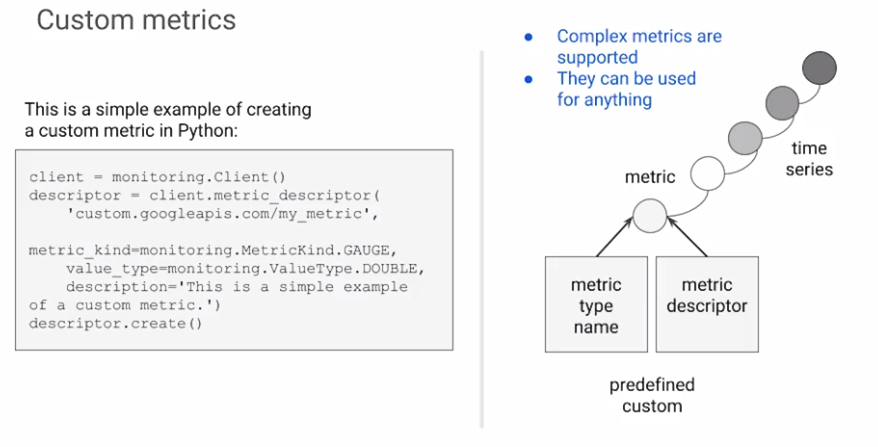 Custom metrics
This is a simple example of creating
a custom metric in Python:
client = monitoring.Client()
descriptor = client.metric_descriptor(
'custom.googleapis.com/my_metric',
metric_kind=monitoring.MetricKind.GAUGE,
value_type=monitoring.ValueType.DOUBLE,
description='This is a simple example
of a custom metric.')
descriptor.create()
● Complex metrics are
supported
● They can be used
for anything
time
series
metric
metric
type
name
metric
descriptor
predefined
custom